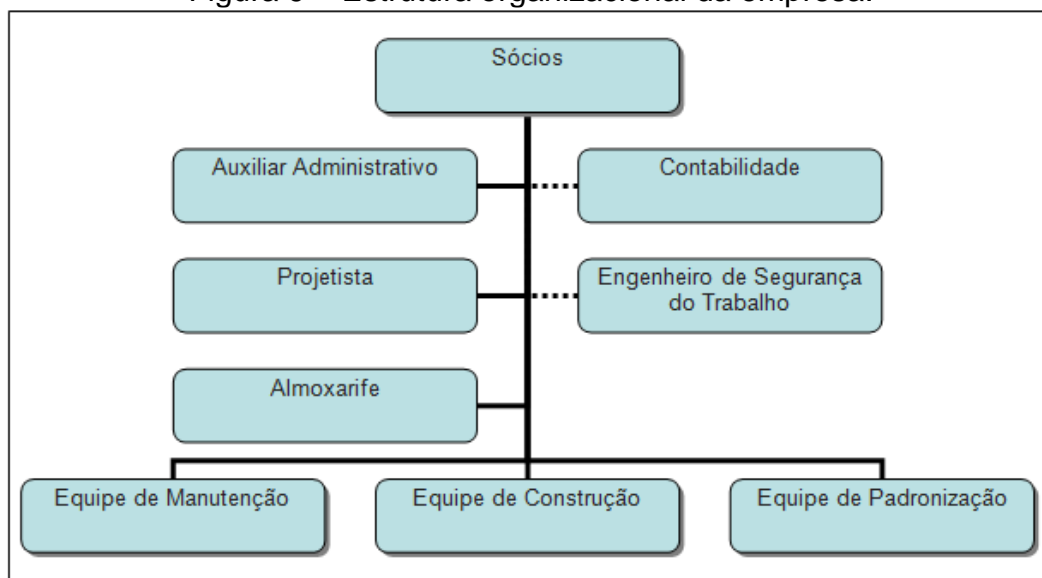 Estrutura organizacional da empresa.
Sócios
Auxiliar Administrativo
Contabilidade
Projetista
Engenheiro de Segurança
do Trabalho
Almoxarife
Equipe de Manutenção
Equipe de Construção
Equipe de Padronização